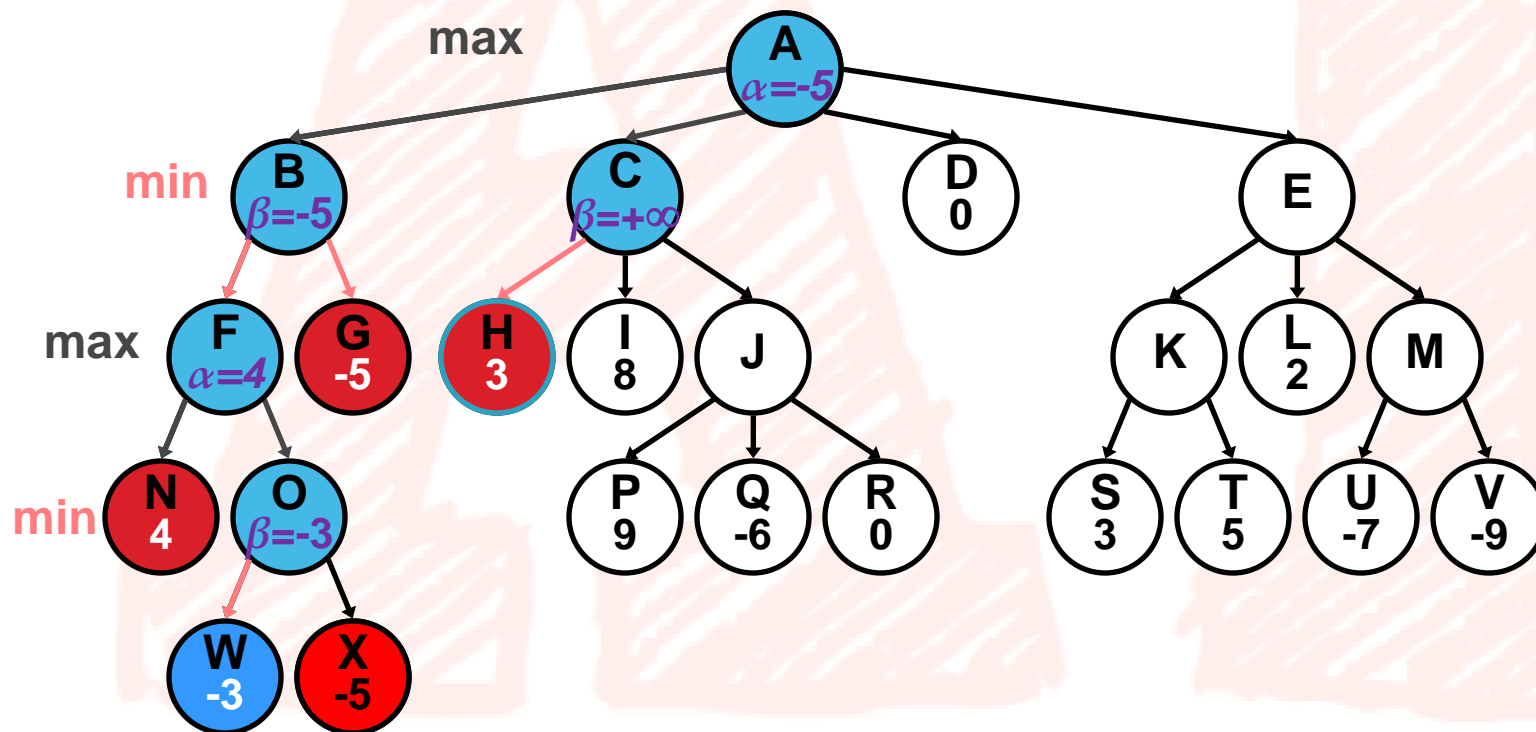 max
A
α=-5
min
B
β=-5
C
β=+∞
D
0
E
max
F
α=4
G
-5
H
3
I
8
J
K
L
2
M
min
N
4
O
β=-3
P
9
Q
-6
R
0
S
3
T
5
U
-7
V
-9
W
-3
X
-5